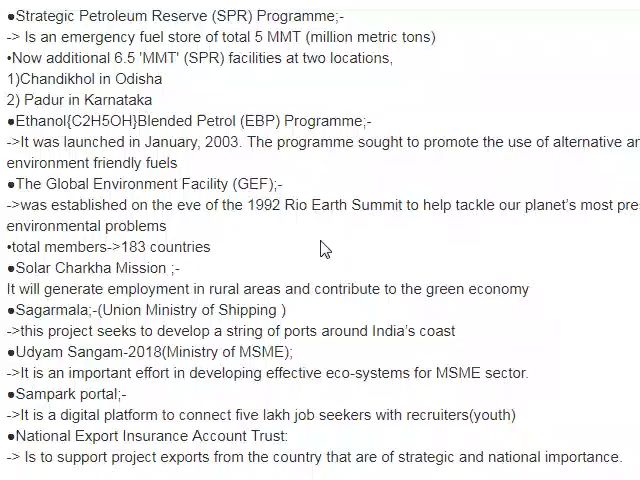 ●Strategic Petroleum Reserve (SPR) Programme;-
-> Is an emergency fuel store of total 5 MMT (million metric tons)
•Now additional 6.5 'MMT' (SPR) facilities at two locations,
1)Chandikhol in Odisha
2) Padur in Karnataka
●Ethanol{C2H5OH}Blended Petrol (EBP) Programme;-
->It was launched in January, 2003. The programme sought to promote the use of alternative
environment friendly fuels
●The Global Environment Facility (GEF);-
->was established on the eve of the 1992 Rio Earth Summit to help tackle our planet's most
environmental problems
•total members->183 countries
●Solar Charkha Mission ;-
It will generate employment in rural areas and contribute to the green economy
●Sagarmala;-(Union Ministry of Shipping )
->this project seeks to develop a string of ports around India's coast
●Udyam Sangam-2018(Ministry of MSME);
->It is an important effort in developing effective eco-systems for MSME sector.
●Sampark portal;-
->It is a digital platform to connect five lakh job seekers with recruiters(youth)
●National Export Insurance Account Trust:
-> Is to support project exports from the country that are of strategic and national importance.